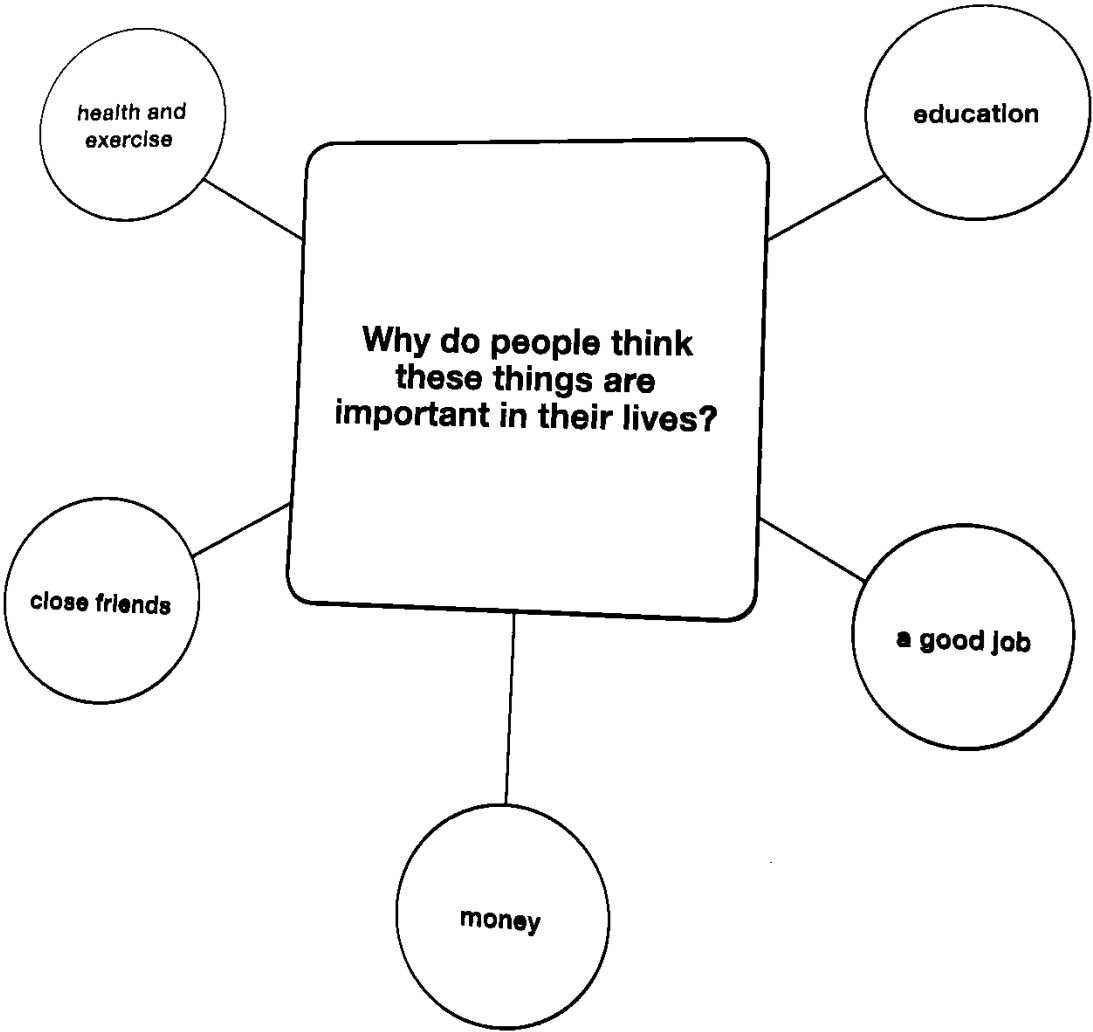 health and
exercise
education
Why do people think
these things are
important in their lives?
close friends
a good job
money